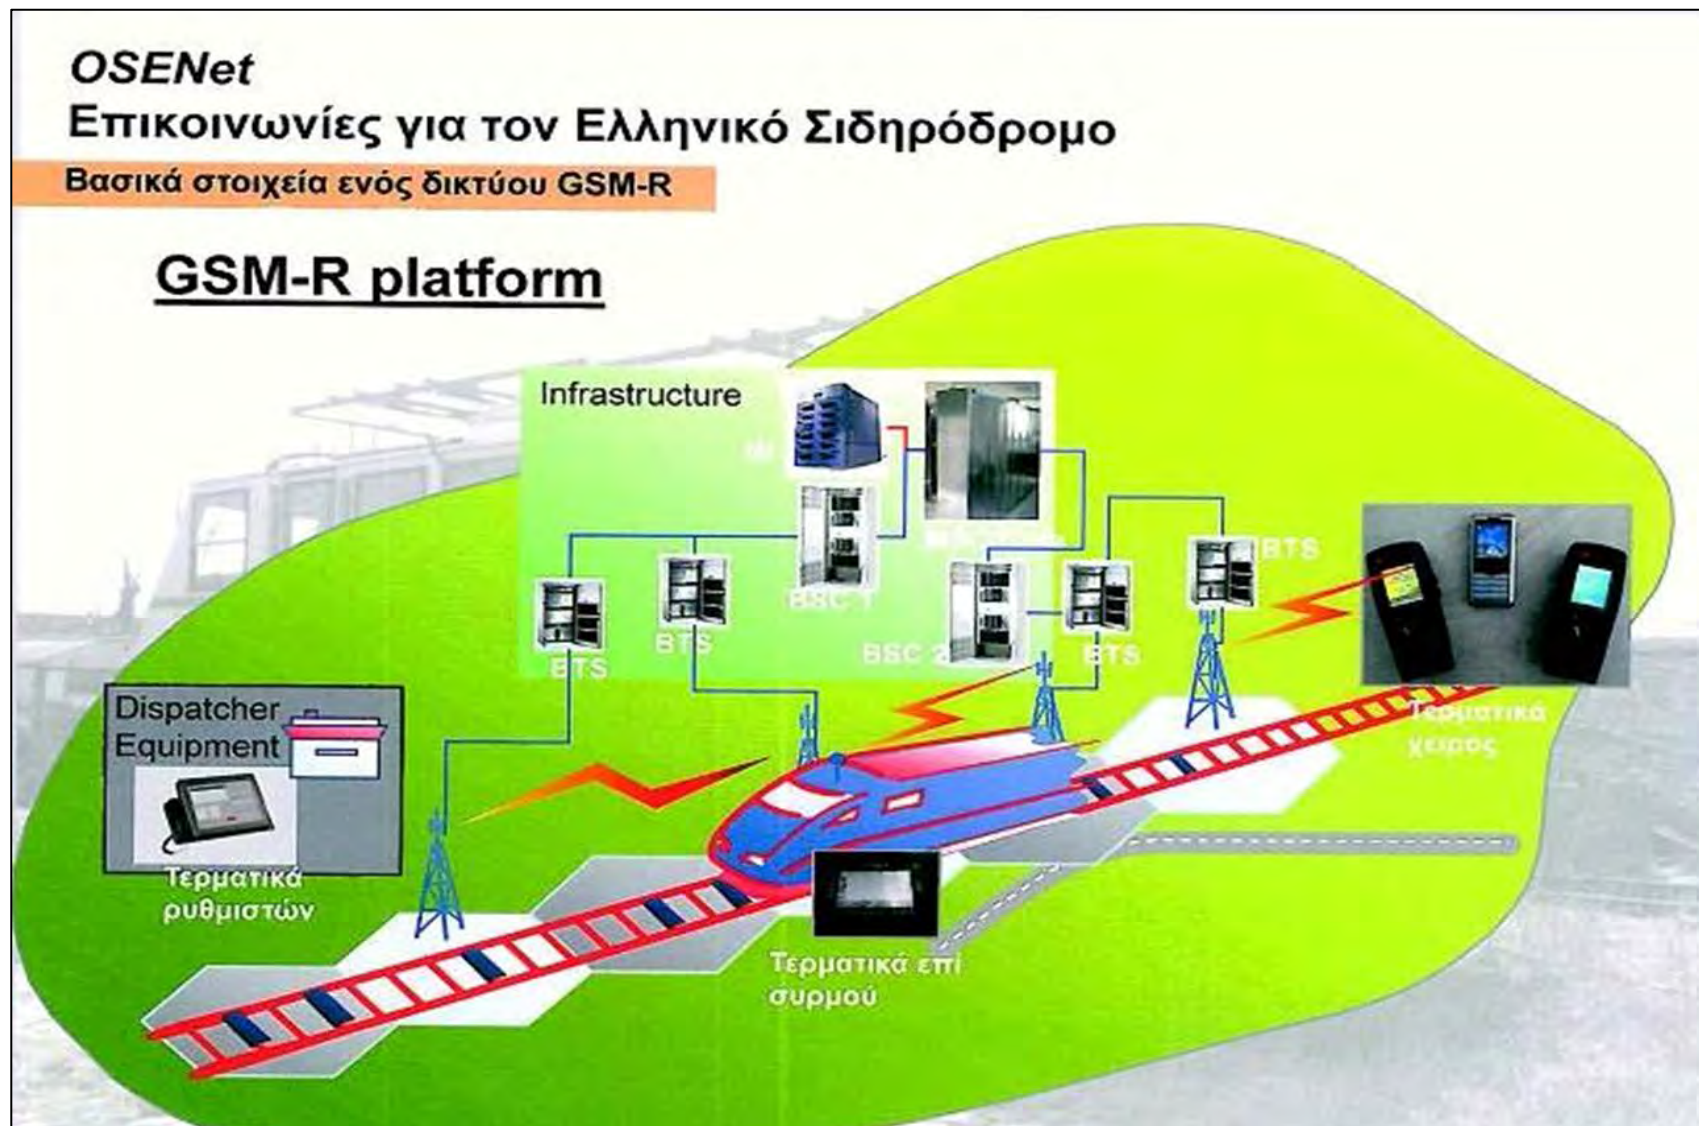 OSENet
Επικοινωνίες για τον Ελληνικό Σιδηρόδρομο
Βασικά στοιχεία ενός δικτύου GSM-R
GSM-R platform
Infrastructure
BTS
BSC 1
BTS
BSC 2
BTS
BTS
Dispatcher
Equipment
Τερματικά
χειρος
Τερματικά
ρυθμιστών
Τερματικά επί
συρμού